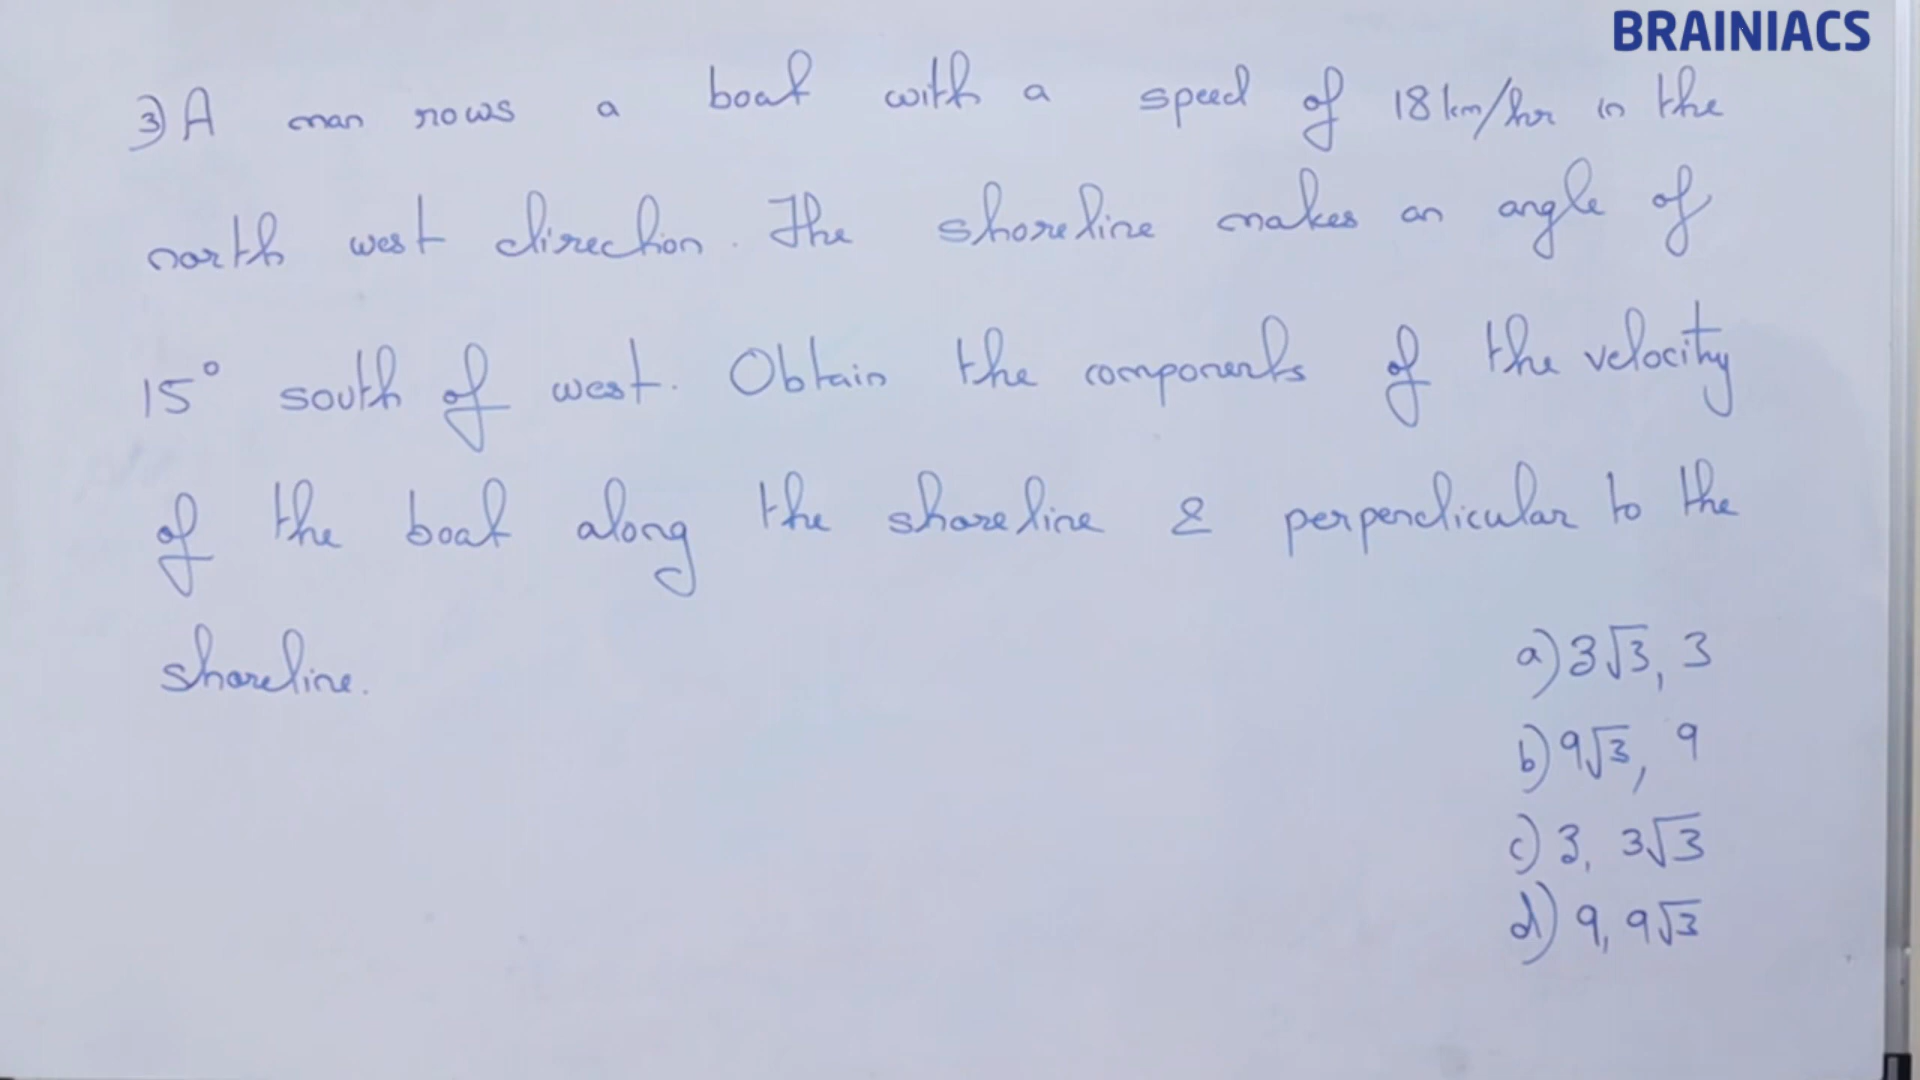 BRAINIACS
3) A man rows a boat with a speed of 18 km/hr in the
north west direction. The shoreline makes an angle of
15° south of west. Obtain the components of the velocity
of the boat along the shoreline & perpendicular to the
shoreline.
a) 3√3, 3
b) 9√3, 9
c) 3, 3√3
d) 9, 9√3